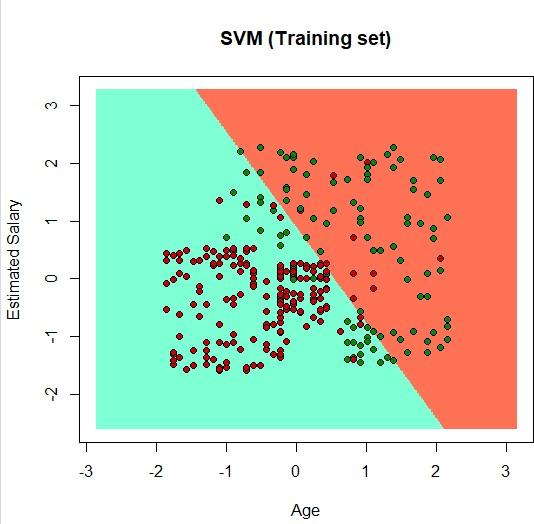 SVM (Training set)
3
2
1
0
-1
-2
Estimated Salary
-3 -2 -1 0 1 2 3
Age